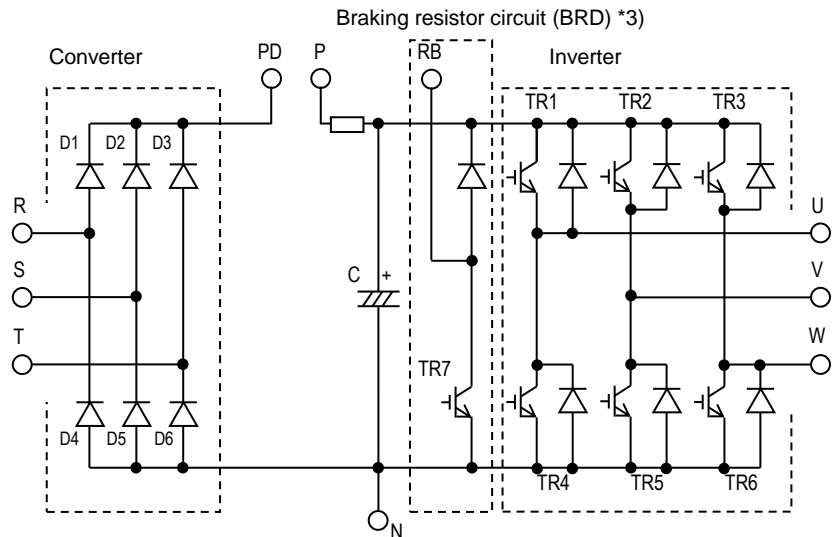 Braking resistor circuit (BRD) *3)
Converter
PD
P
RB
Inverter
TR1
TR2
TR3
D1
D2
D3
R
U
S
C
+
V
T
W
TR7
D4
D5
D6
TR4
TR5
TR6
N